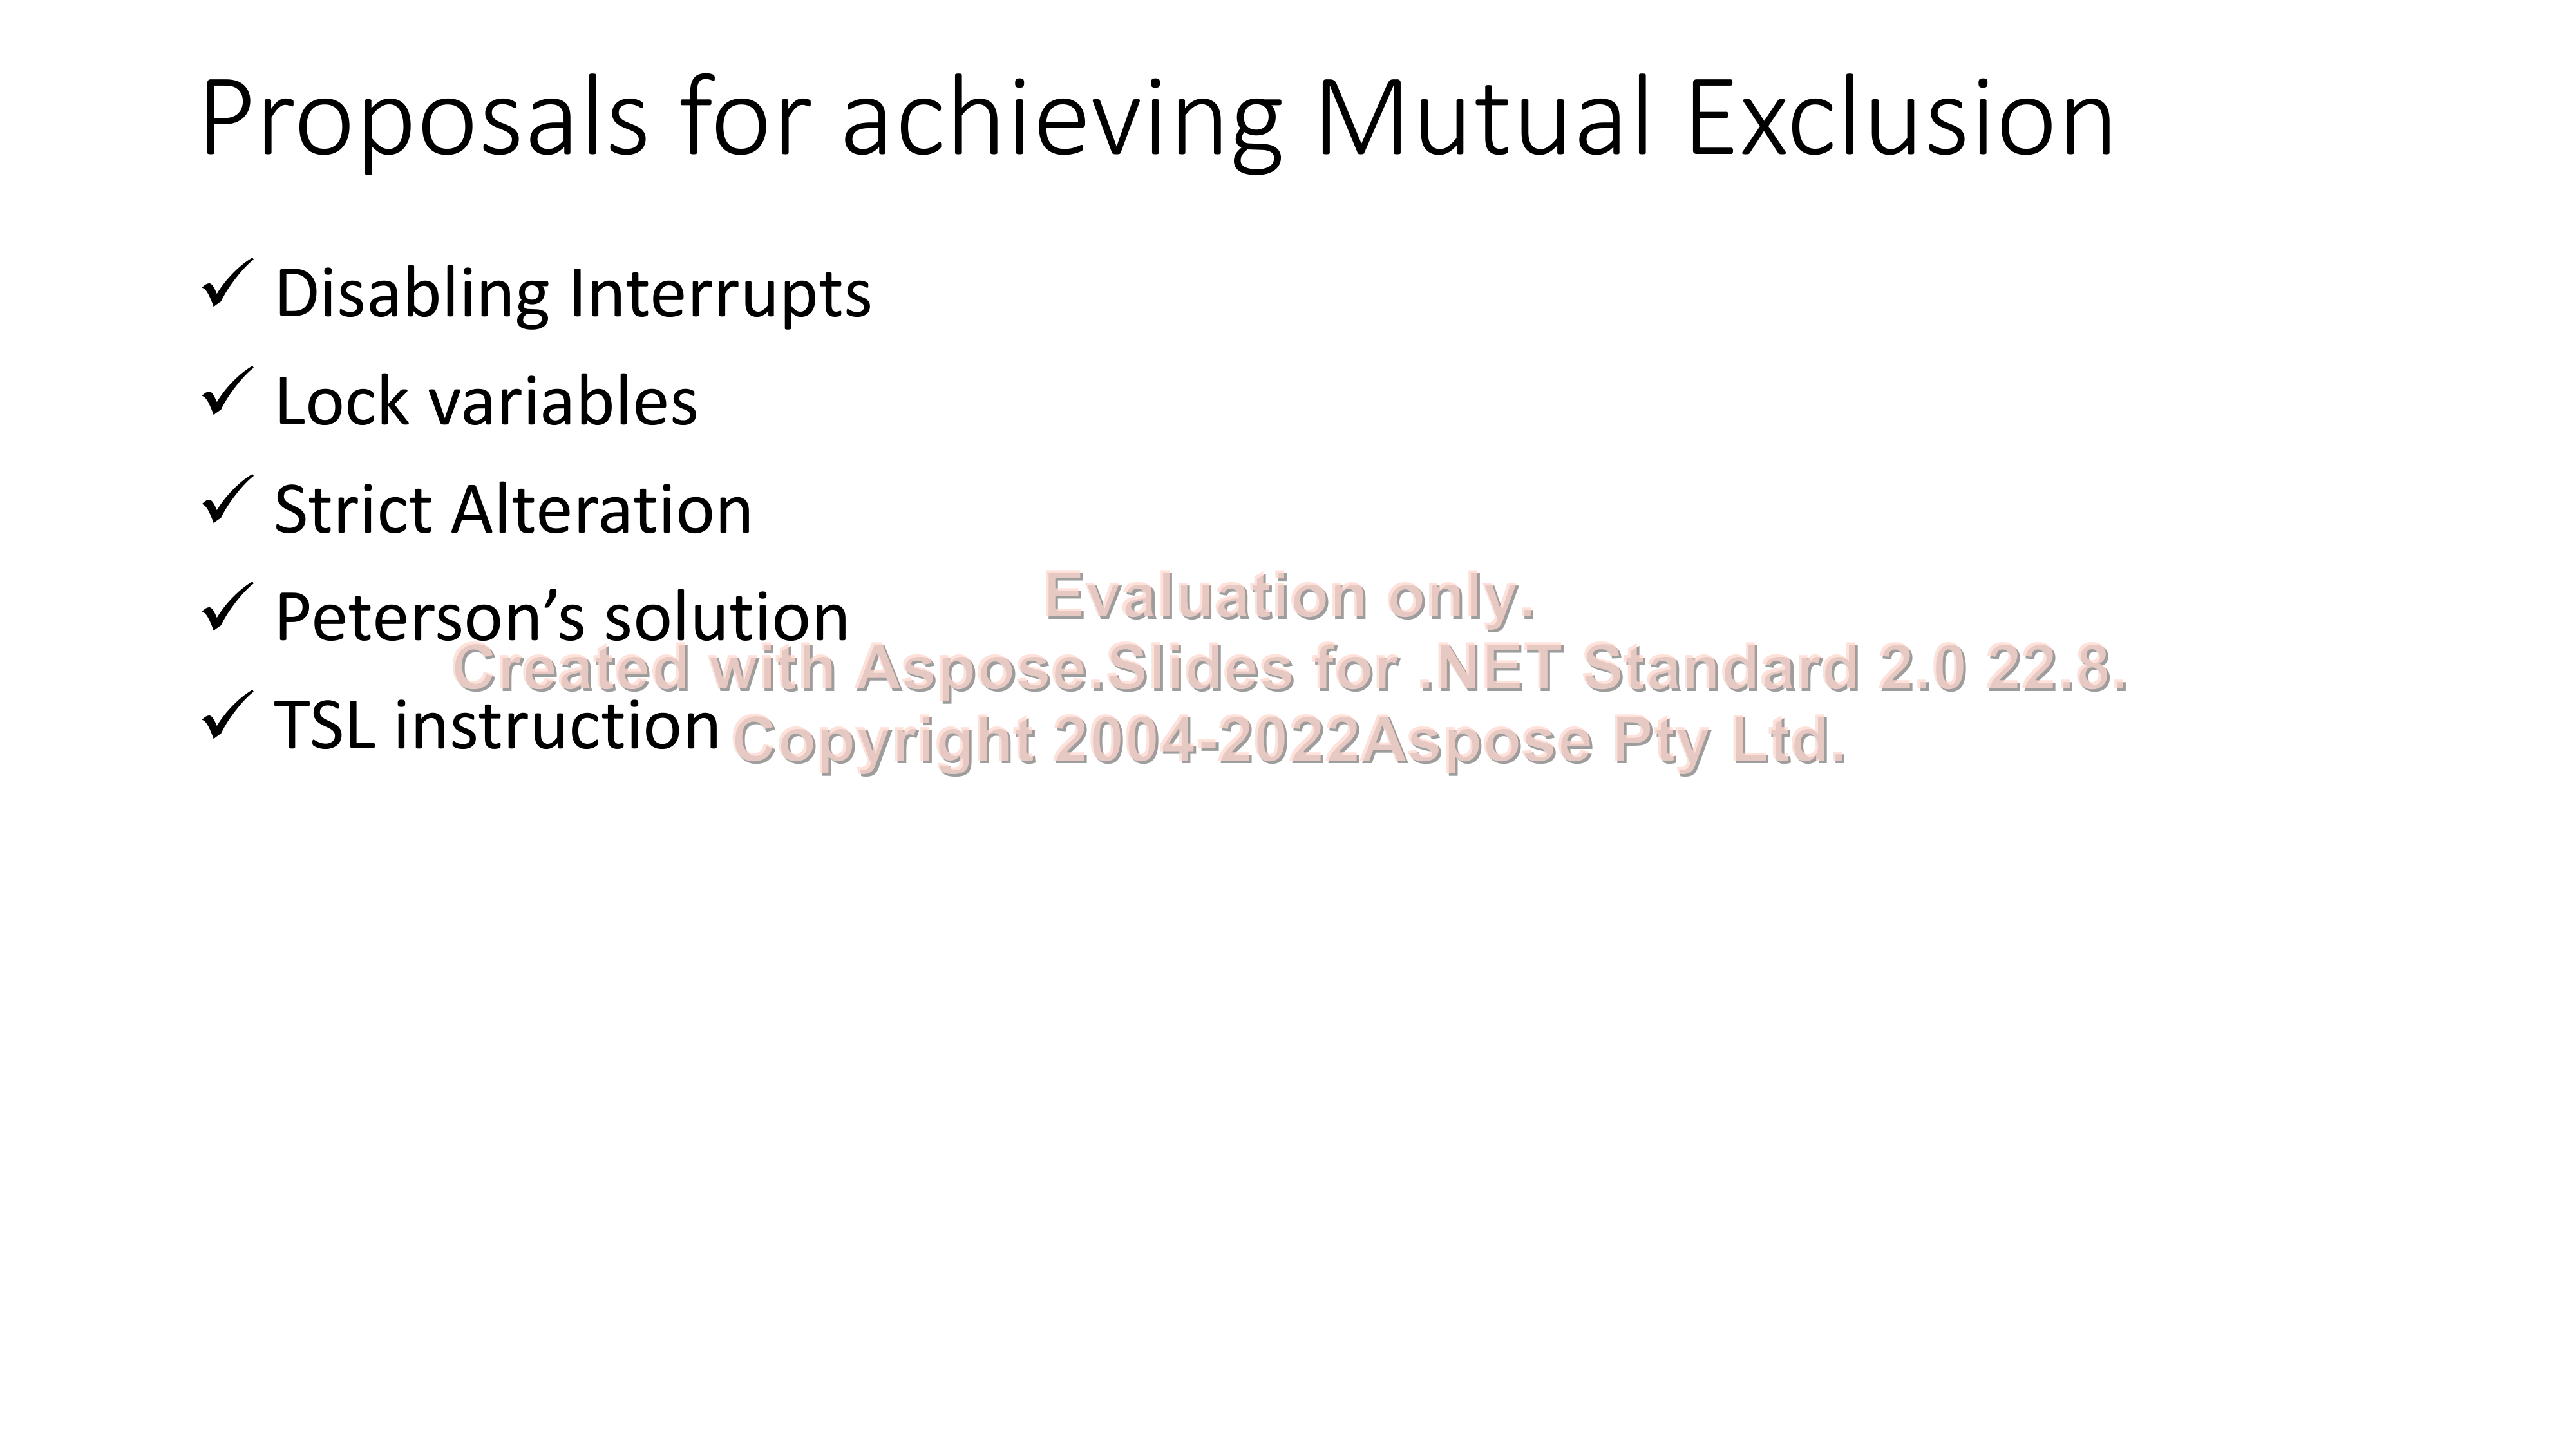 Proposals for achieving Mutual Exclusion
✓ Disabling Interrupts
✓ Lock variables
✓ Strict Alteration
✓ Peterson’s solution
✓ TSL instruction
Evaluation only.
Created with Aspose.Slides for .NET Standard 2.0 22.8.
Copyright 2004-2022Aspose Pty Ltd.